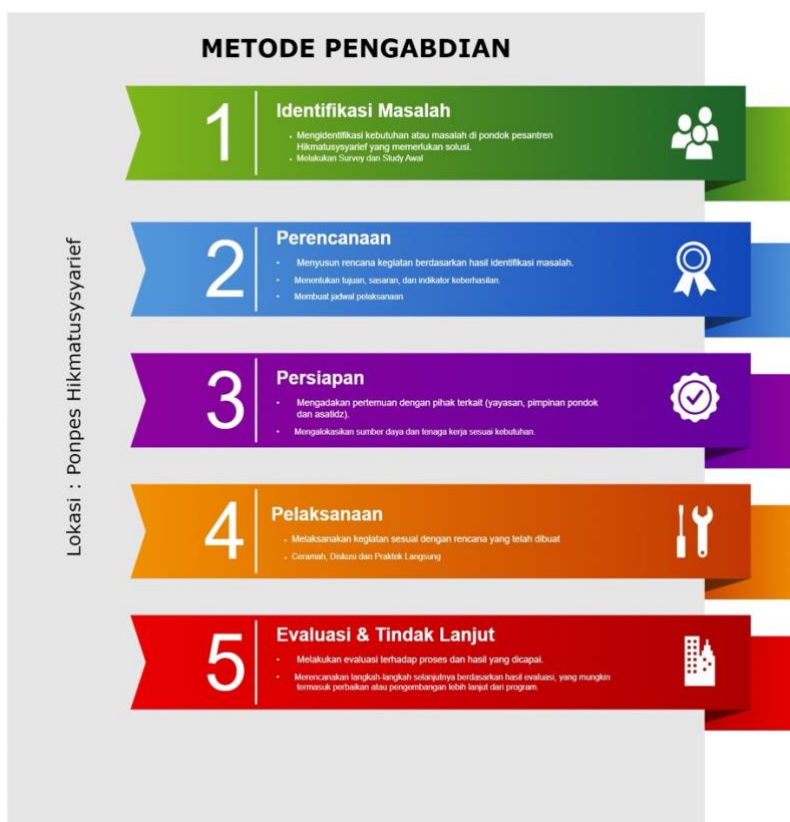 METODE PENGABDIAN
1
Identifikasi Masalah
• Mengidentifikasi kebutuhan atau masalah di pondok pesantren
Hikmatusysyarief yang memerlukan solusi.
• Melakukan Survey dan Study Awal
2
Perencanaan
• Menyusun rencana kegiatan berdasarkan hasil identifikasi masalah.
• Menentukan tujuan, sasaran, dan indikator keberhasilan.
• Membuat jadwal pelaksanaan
3
Persiapan
• Mengadakan pertemuan dengan pihak terkait (yayasan, pimpinan pondok
dan asatidz).
• Mengalokasikan sumber daya dan tenaga kerja sesuai kebutuhan.
4
Pelaksanaan
• Melaksanakan kegiatan sesuai dengan rencana yang telah dibuat
• Ceramah, Diskusi dan Praktek Langsung
5
Evaluasi & Tindak Lanjut
• Melakukan evaluasi terhadap proses dan hasil yang dicapai.
• Merencanakan langkah-langkah selanjutnya berdasarkan hasil evaluasi, yang mungkin
termasuk perbaikan atau pengembangan lebih lanjut dari program.
Lokasi : Ponpes Hikmatusysyarief